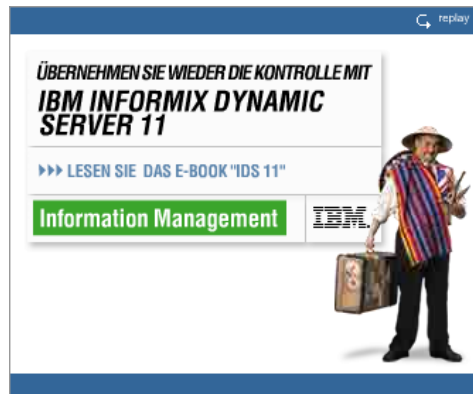 replay
ÜBERNEHMEN SIE WIEDER DIE KONTROLLE MIT
IBM INFORMIX DYNAMIC
SERVER 11
►►► LESEN SIE DAS E-BOOK "IDS 11"
Information Management
IBM.